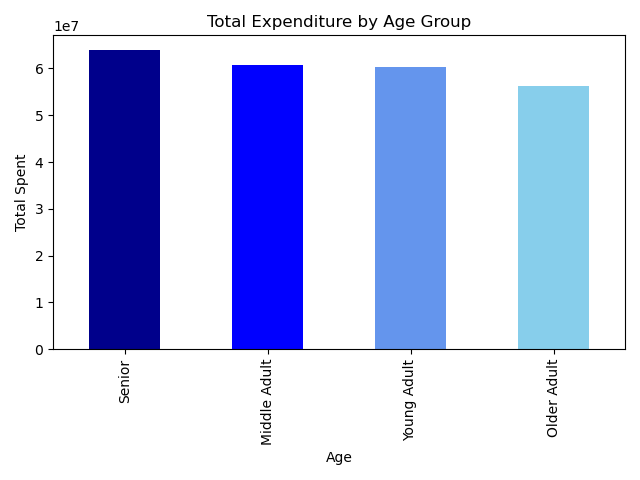 Total Expenditure by Age Group
1e7
6
5
4
3
2
1
0
Total Spent
Senior
Middle Adult
Young Adult
Older Adult
Age